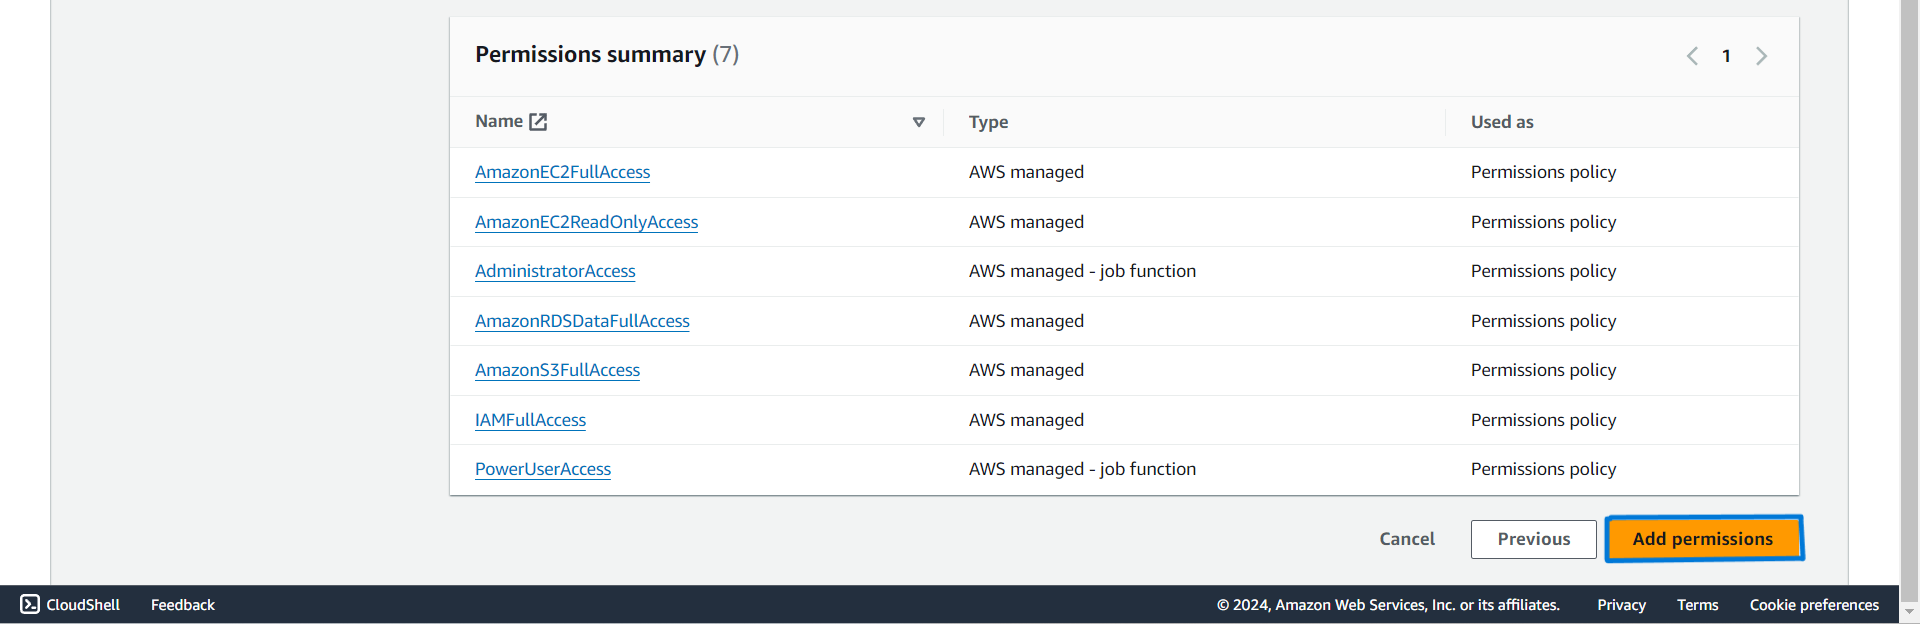 Permissions summary (7)
1
Name Type Used as
AmazonEC2FullAccess AWS managed Permissions policy
AmazonEC2ReadOnlyAccess AWS managed Permissions policy
AdministratorAccess AWS managed - job function Permissions policy
AmazonRDSDataFullAccess AWS managed Permissions policy
AmazonS3FullAccess AWS managed Permissions policy
IAMFullAccess AWS managed Permissions policy
PowerUserAccess AWS managed - job function Permissions policy
Cancel Previous Add permissions
CloudShell Feedback © 2024, Amazon Web Services, Inc. or its affiliates. Privacy Terms Cookie preferences